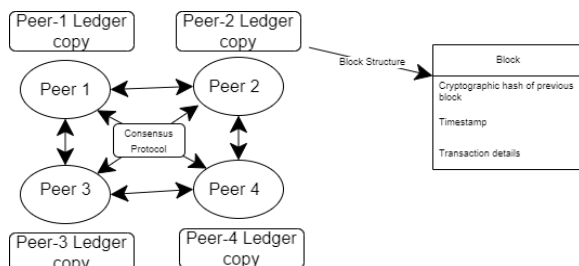 Peer-1 Ledger
copy
Peer-2 Ledger
copy
Block Structure
Block
Cryptographic hash of previous
block
Timestamp
Transaction details
Peer 1
Peer 2
Consensus
Protocol
Peer 3
Peer 4
Peer-3 Ledger
copy
Peer-4 Ledger
copy